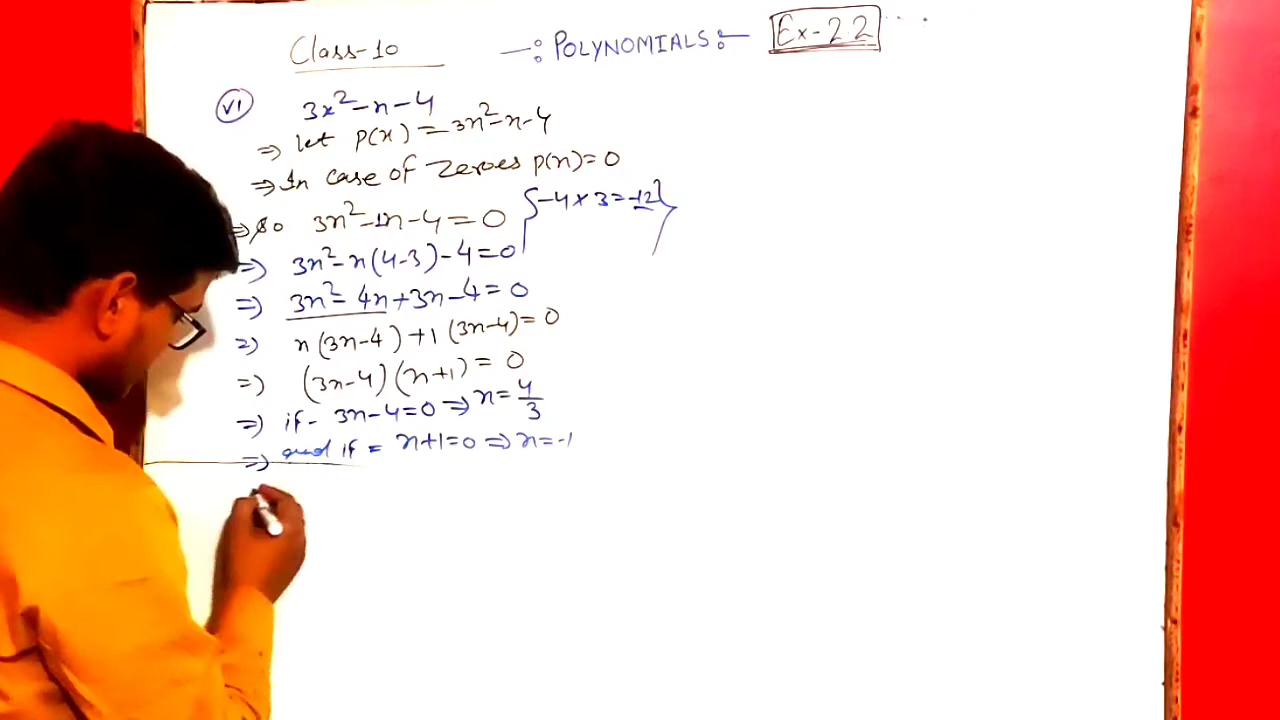 Class-10 —: POLYNOMIALS :— Ex-2.2 ...
(VI) 3x²-x-4
=> let p(x) = 3x²-x-4
=> In case of Zeroes p(x)=0
=> So 3x²-1x-4=0 {-4×3=-12}
=> 3x²-x(4-3)-4=0
=> 3x²-4x+3x-4=0
=> x(3x-4)+1(3x-4)=0
=> (3x-4)(x+1)=0
=> if- 3x-4=0 => x=4/3
=> and if = x+1=0 => x=-1